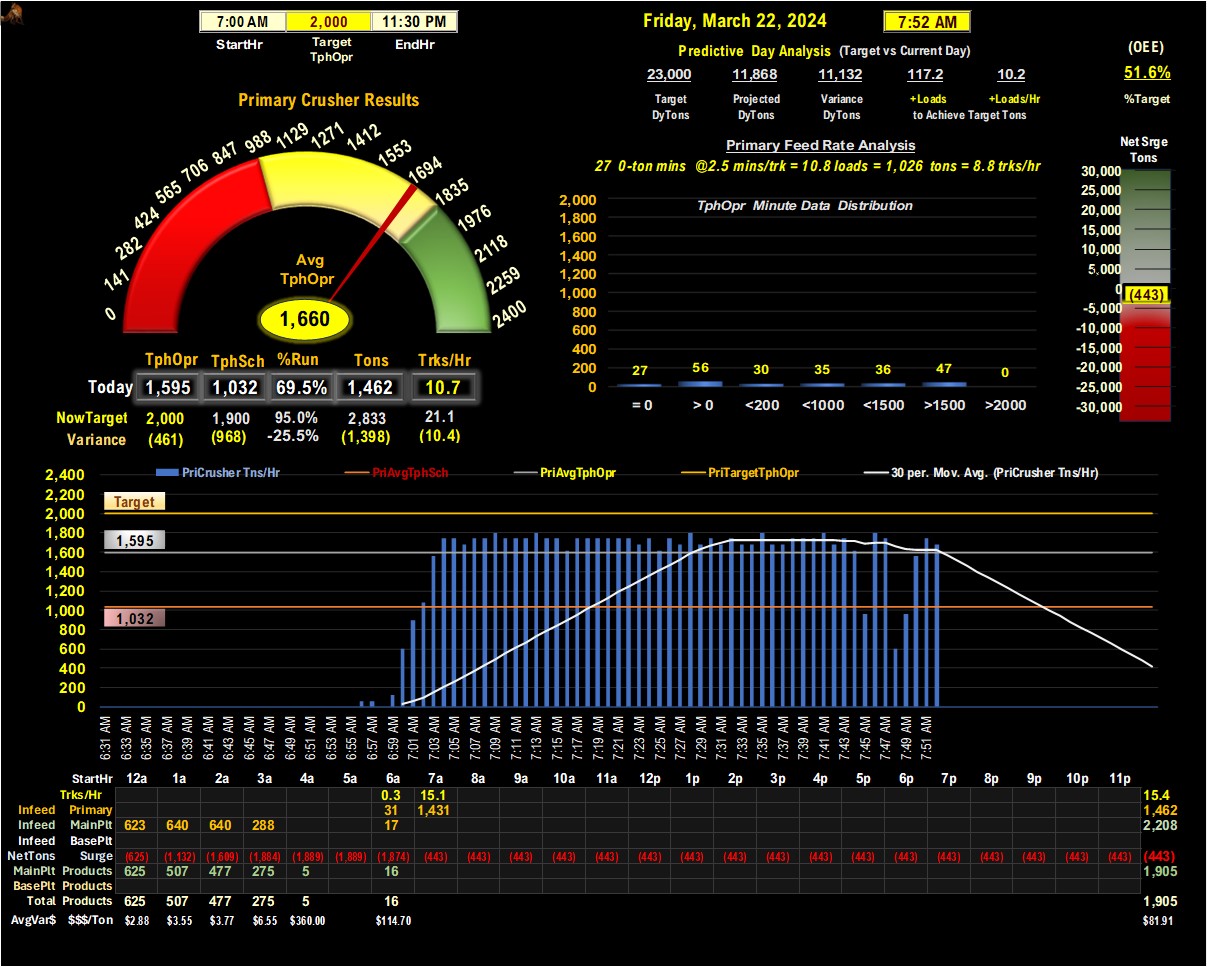 7:00 AM 2,000 11:30 PM
StartHr Target TphOpr EndHr
Friday, March 22, 2024 7:52 AM
Predictive Day Analysis (Target vs Current Day)
23,000 11,868 11,132 117.2 10.2
Target Projected Variance +Loads +Loads/Hr
DyTons DyTons DyTons to Achieve Target Tons
(OEE)
51.6%
%Target
Primary Crusher Results
0 141 282 424 565 706 847 988 1129 1271 1412 1553 1694 1835 1976 2118 2259 2400
Avg
TphOpr
1,660
TphOpr TphSch %Run Tons Trks/Hr
Today 1,595 1,032 69.5% 1,462 10.7
NowTarget 2,000 1,900 95.0% 2,833 21.1
Variance (461) (968) -25.5% (1,398) (10.4)
Primary Feed Rate Analysis
27 0-ton mins @2.5 mins/trk = 10.8 loads = 1,026 tons = 8.8 trks/hr
TphOpr Minute Data Distribution
2,000
1,800
1,600
1,400
1,200
1,000
800
600
400
200
0
27 56 30 35 36 47 0
= 0 > 0 <200 <1000 <1500 >1500 >2000
Net Srge
Tons
30,000
25,000
20,000
15,000
10,000
5,000
0
(443)
-5,000
-10,000
-15,000
-20,000
-25,000
-30,000
PriCrusher Tns/Hr PriAvgTphSch PriAvgTphOpr PriTargetTphOpr 30 per. Mov. Avg. (PriCrusher Tns/Hr)
2,400
2,200
2,000
1,800
1,600
1,400
1,200
1,000
800
600
400
200
0
Target
1,595
1,032
6:31 AM 6:33 AM 6:35 AM 6:37 AM 6:39 AM 6:41 AM 6:43 AM 6:45 AM 6:47 AM 6:49 AM 6:51 AM 6:53 AM 6:55 AM 6:57 AM 6:59 AM 7:01 AM 7:03 AM 7:05 AM 7:07 AM 7:09 AM 7:11 AM 7:13 AM 7:15 AM 7:17 AM 7:19 AM 7:21 AM 7:23 AM 7:25 AM 7:27 AM 7:29 AM 7:31 AM 7:33 AM 7:35 AM 7:37 AM 7:39 AM 7:41 AM 7:43 AM 7:45 AM 7:47 AM 7:49 AM 7:51 AM
StartHr 12a 1a 2a 3a 4a 5a 6a 7a 8a 9a 10a 11a 12p 1p 2p 3p 4p 5p 6p 7p 8p 9p 10p 11p
Trks/Hr 0.3 15.1 15.4
Infeed Primary 31 1,431 1,462
Infeed MainPlt 623 640 640 288 17 2,208
Infeed BasePlt
NetTons Surge (625) (1,132) (1,609) (1,884) (1,889) (1,889) (1,874) (443) (443) (443) (443) (443) (443) (443) (443) (443) (443) (443) (443) (443) (443) (443) (443) (443) (443)
MainPlt Products 625 507 477 275 5 16 1,905
BasePlt Products
Total Products 625 507 477 275 5 16 1,905
AvgVar$ $$$/Ton $2.88 $3.55 $3.77 $6.55 $360.00 $114.70 $81.91